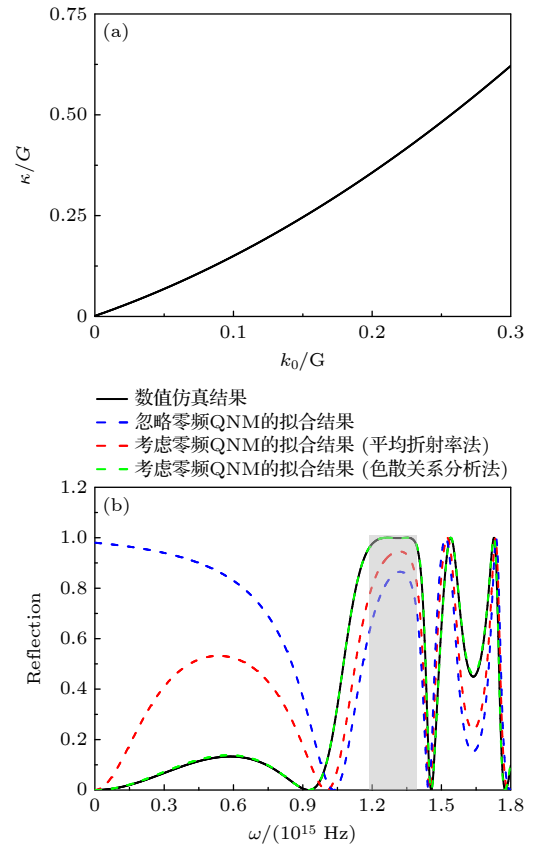 (a)
0.75
0.50
0.25
0
κ/G
0 0.1 0.2 0.3
k₀/G
数值仿真结果
忽略零频QNM的拟合结果
考虑零频QNM的拟合结果 (平均折射率法)
考虑零频QNM的拟合结果 (色散关系分析法)
(b)
1.2
1.0
0.8
0.6
0.4
0.2
0
Reflection
0 0.3 0.6 0.9 1.2 1.5 1.8
ω/(10¹⁵ Hz)